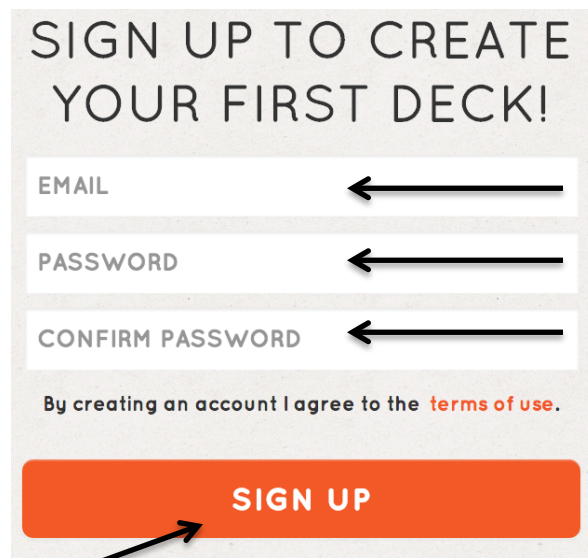 SIGN UP TO CREATE
YOUR FIRST DECK!
EMAIL
PASSWORD
CONFIRM PASSWORD
By creating an account I agree to the terms of use.
SIGN UP